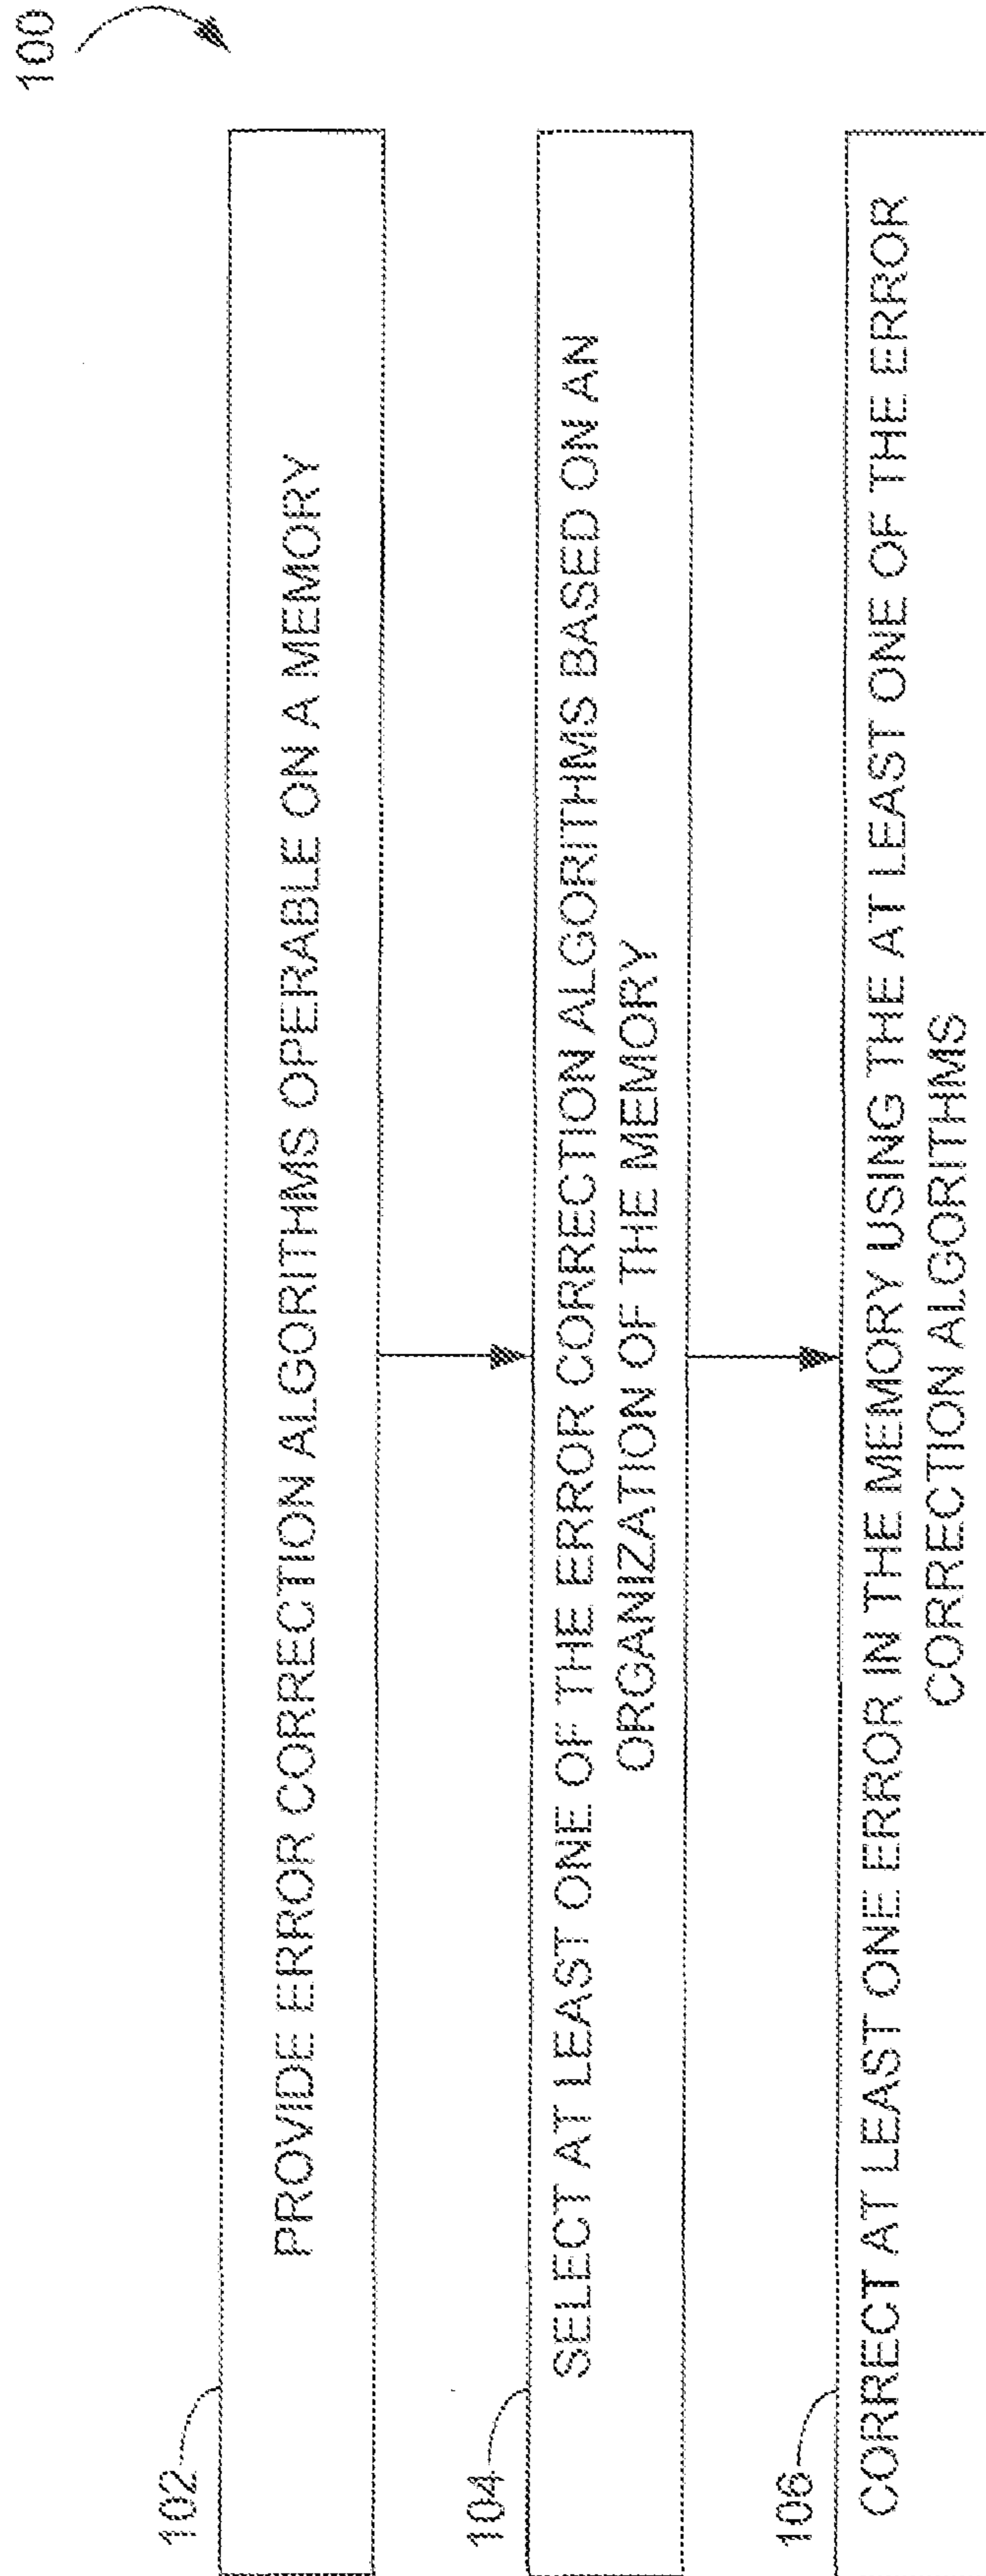 100
102
PROVIDE ERROR CORRECTION ALGORITHMS OPERABLE ON A MEMORY
104
SELECT AT LEAST ONE OF THE ERROR CORRECTION ALGORITHMS BASED ON AN
ORGANIZATION OF THE MEMORY
106
CORRECT AT LEAST ONE ERROR IN THE MEMORY USING THE AT LEAST ONE OF THE ERROR
CORRECTION ALGORITHMS